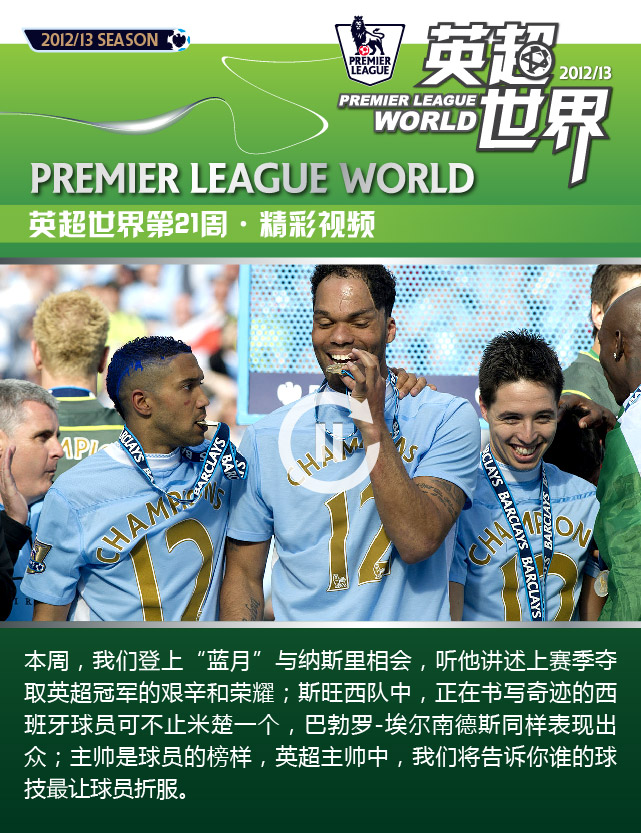 2012/13 SEASON
PREMIER
LEAGUE
英超
2012/13
PREMIER LEAGUE
WORLD
世界
PREMIER LEAGUE WORLD
英超世界第21周·精彩视频
CHAMPIONS
12
BARCLAYS
CHAMPIONS
12
CHAMPION
12
BARCLAYS
BARCLAYS
BARCLAYS
本周，我们登上“蓝月”与纳斯里相会，听他讲述上赛季夺
取英超冠军的艰辛和荣耀；斯旺西队中，正在书写奇迹的西
班牙球员可不止米楚一个，巴勃罗-埃尔南德斯同样表现出
众；主帅是球员的榜样，英超主帅中，我们将告诉你谁的球
技最让球员折服。